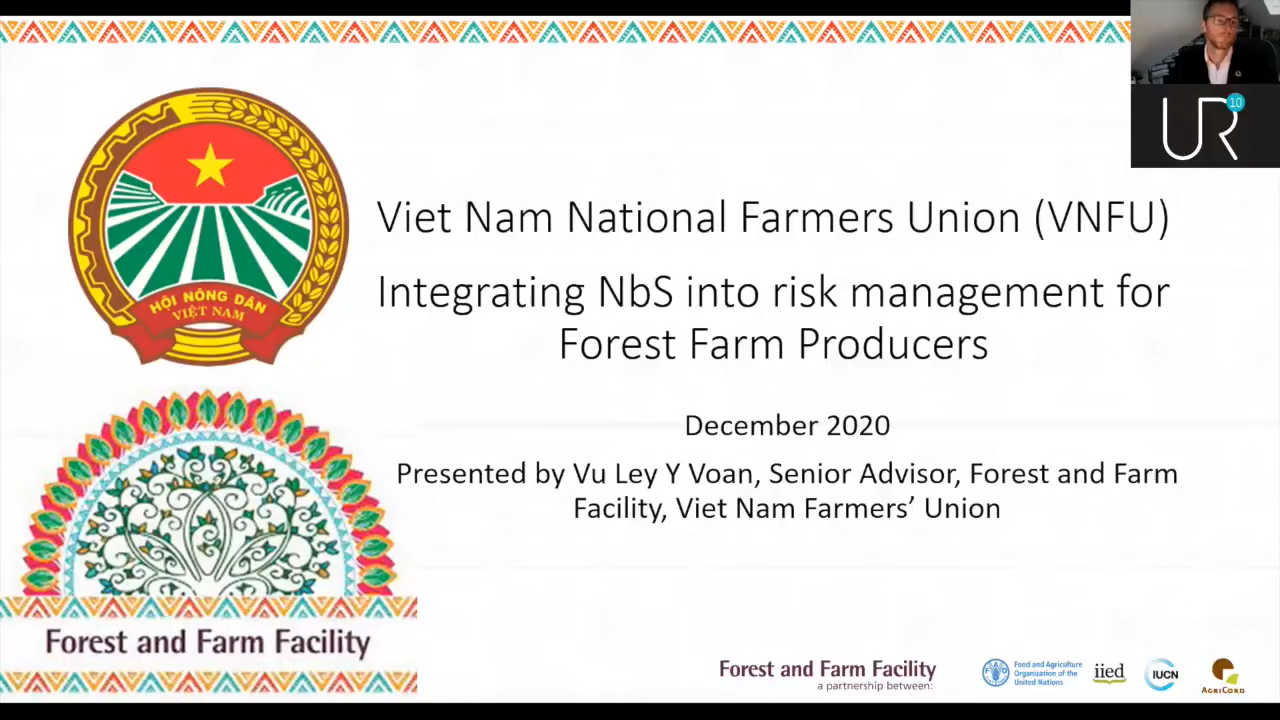 UR
10
HỘI NÔNG DÂN
VIỆT NAM
Viet Nam National Farmers Union (VNFU)
Integrating NbS into risk management for
Forest Farm Producers
December 2020
Presented by Vu Ley Y Voan, Senior Advisor, Forest and Farm
Facility, Viet Nam Farmers’ Union
Forest and Farm Facility
Forest and Farm Facility
a partnership between:
FAO
Food and Agriculture
Organization of the
United Nations
iied
IUCN
AGRICORD